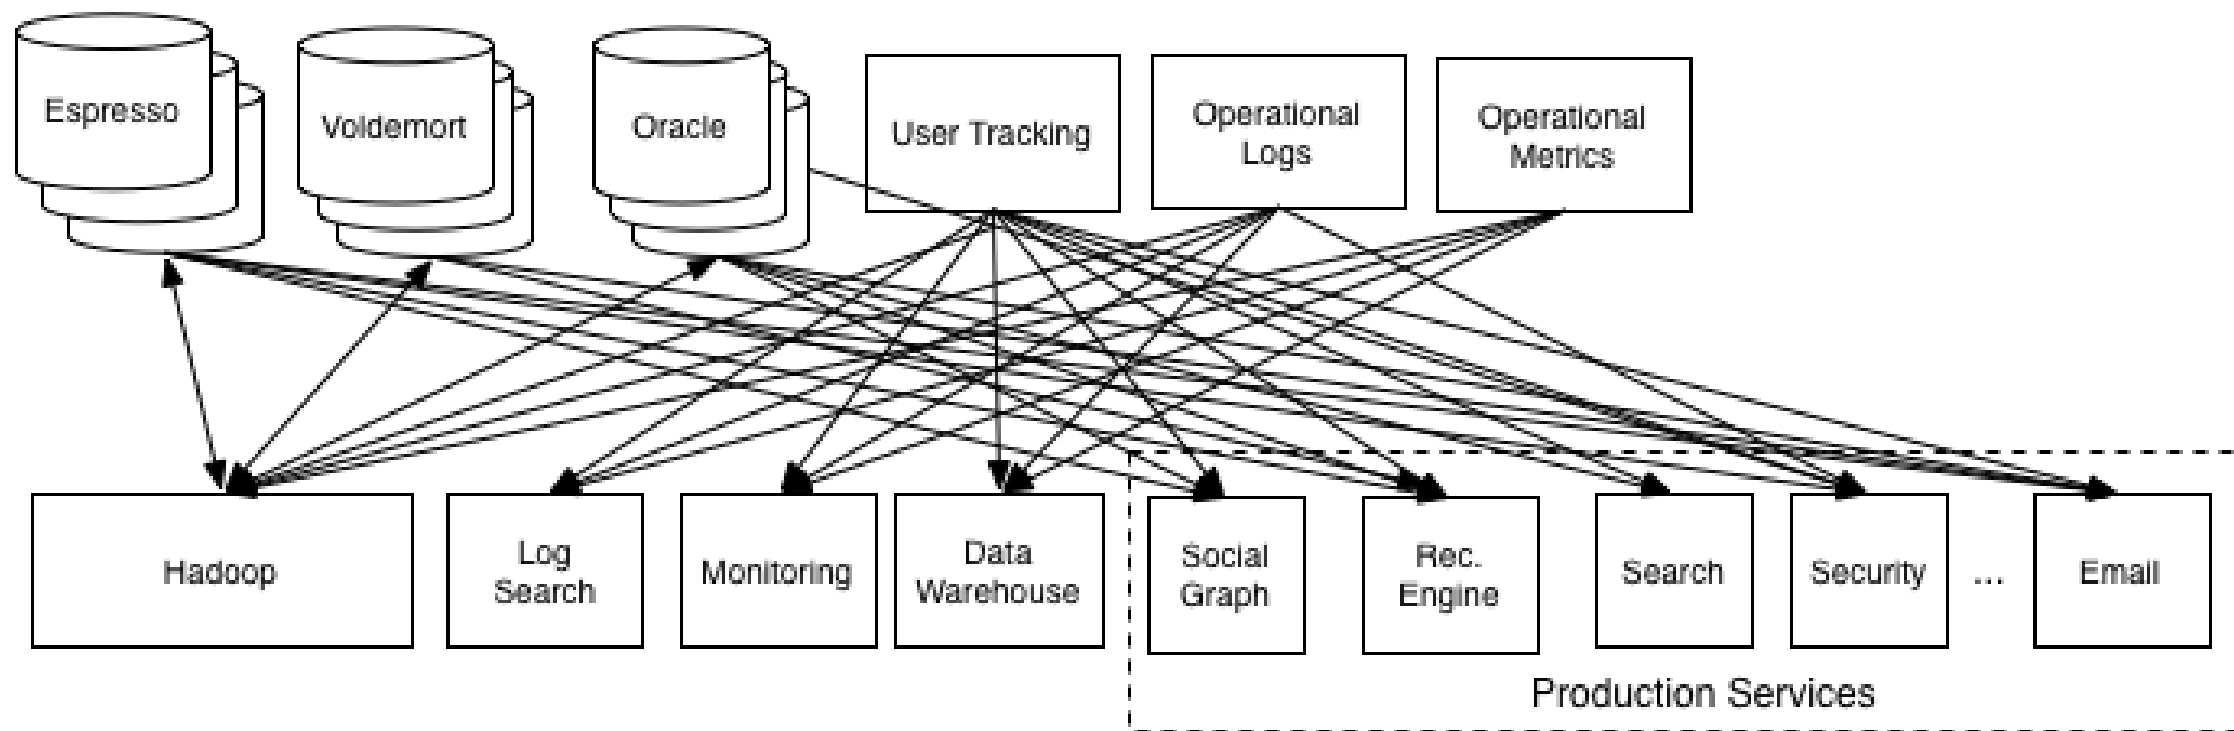 Espresso
Voldemort
Oracle
User Tracking
Operational
Logs
Operational
Metrics
Hadoop
Log
Search
Monitoring
Data
Warehouse
Social
Graph
Rec.
Engine
Search
Security
...
Email
Production Services